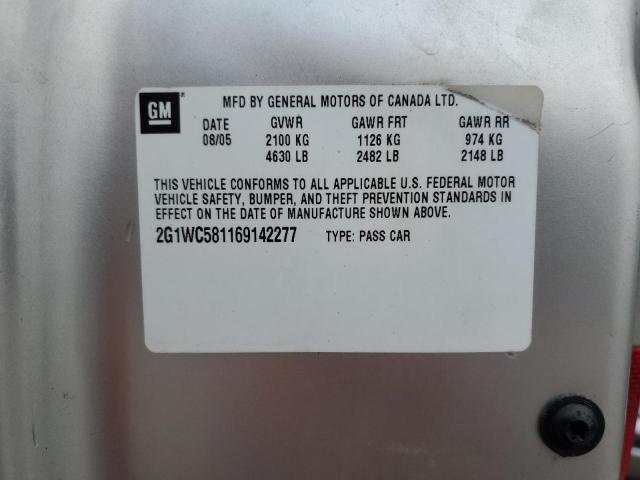 GM MFD BY GENERAL MOTORS OF CANADA LTD.
DATE GVWR GAWR FRT GAWR RR
08/05 2100 KG 1126 KG 974 KG
4630 LB 2482 LB 2148 LB
THIS VEHICLE CONFORMS TO ALL APPLICABLE U.S. FEDERAL MOTOR
VEHICLE SAFETY, BUMPER, AND THEFT PREVENTION STANDARDS IN
EFFECT ON THE DATE OF MANUFACTURE SHOWN ABOVE.
2G1WC581169142277 TYPE: PASS CAR